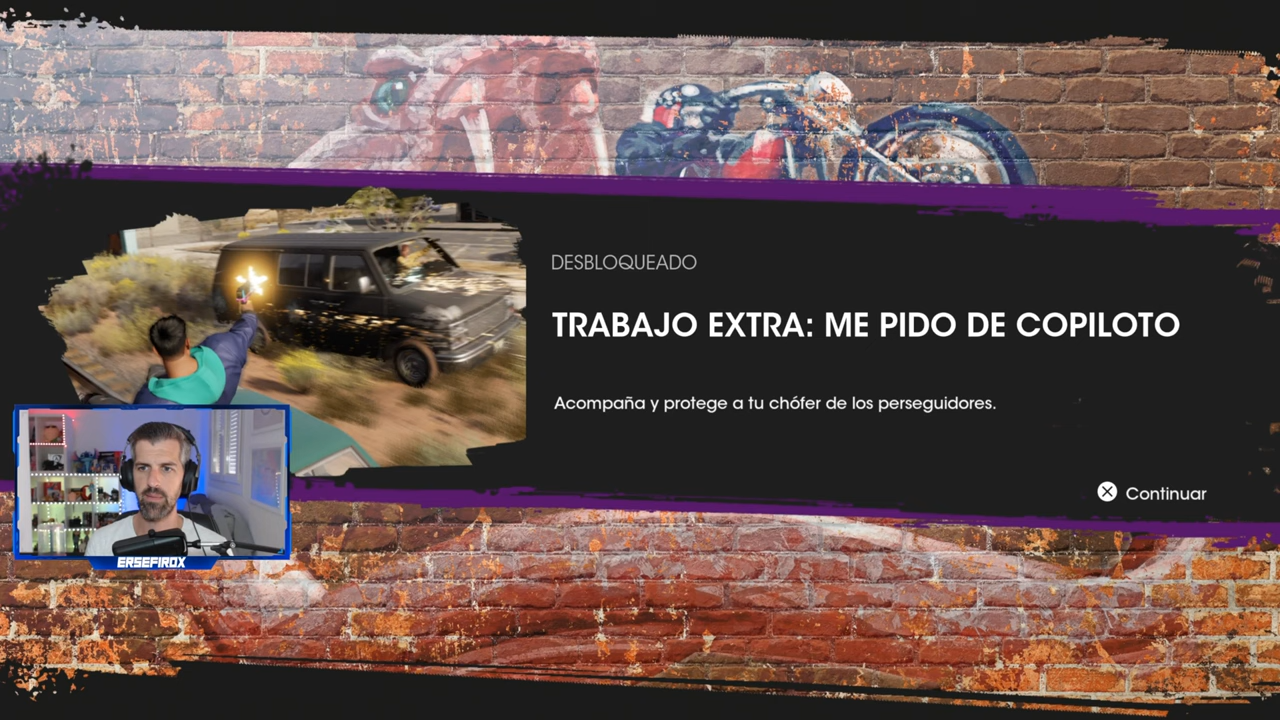 DESBLOQUEADO
TRABAJO EXTRA: ME PIDO DE COPILOTO
Acompaña y protege a tu chófer de los perseguidores.
Continuar
ERSEFIROX